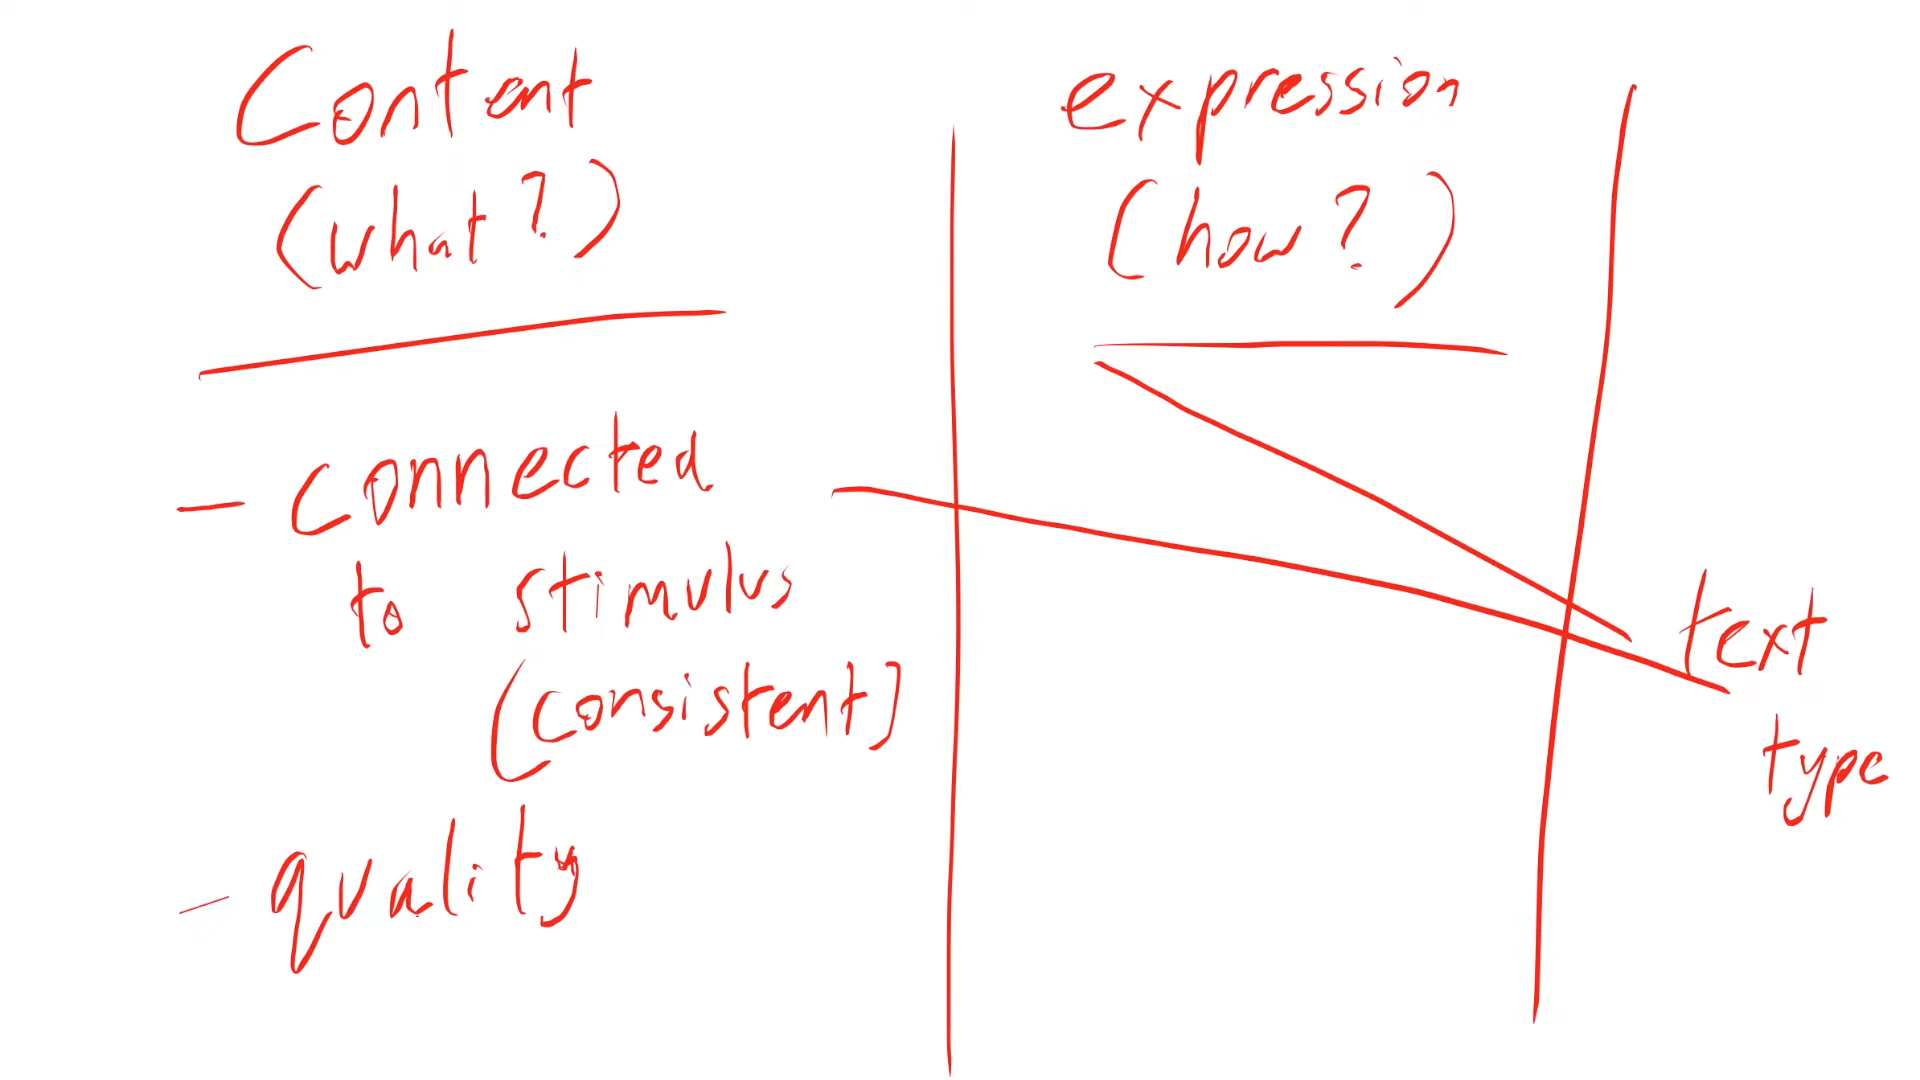 Content
(what?)
- connected
to stimulus
(consistent)
- quality
expression
(how?)
text
type